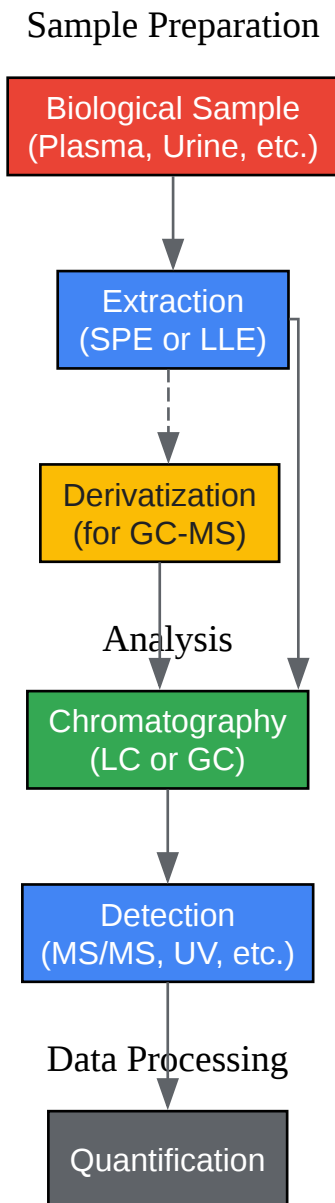 Sample Preparation
Biological Sample
(Plasma, Urine, etc.)
Extraction
(SPE or LLE)
Derivatization
(for GC-MS)
Analysis
Chromatography
(LC or GC)
Detection
(MS/MS, UV, etc.)
Data Processing
Quantification